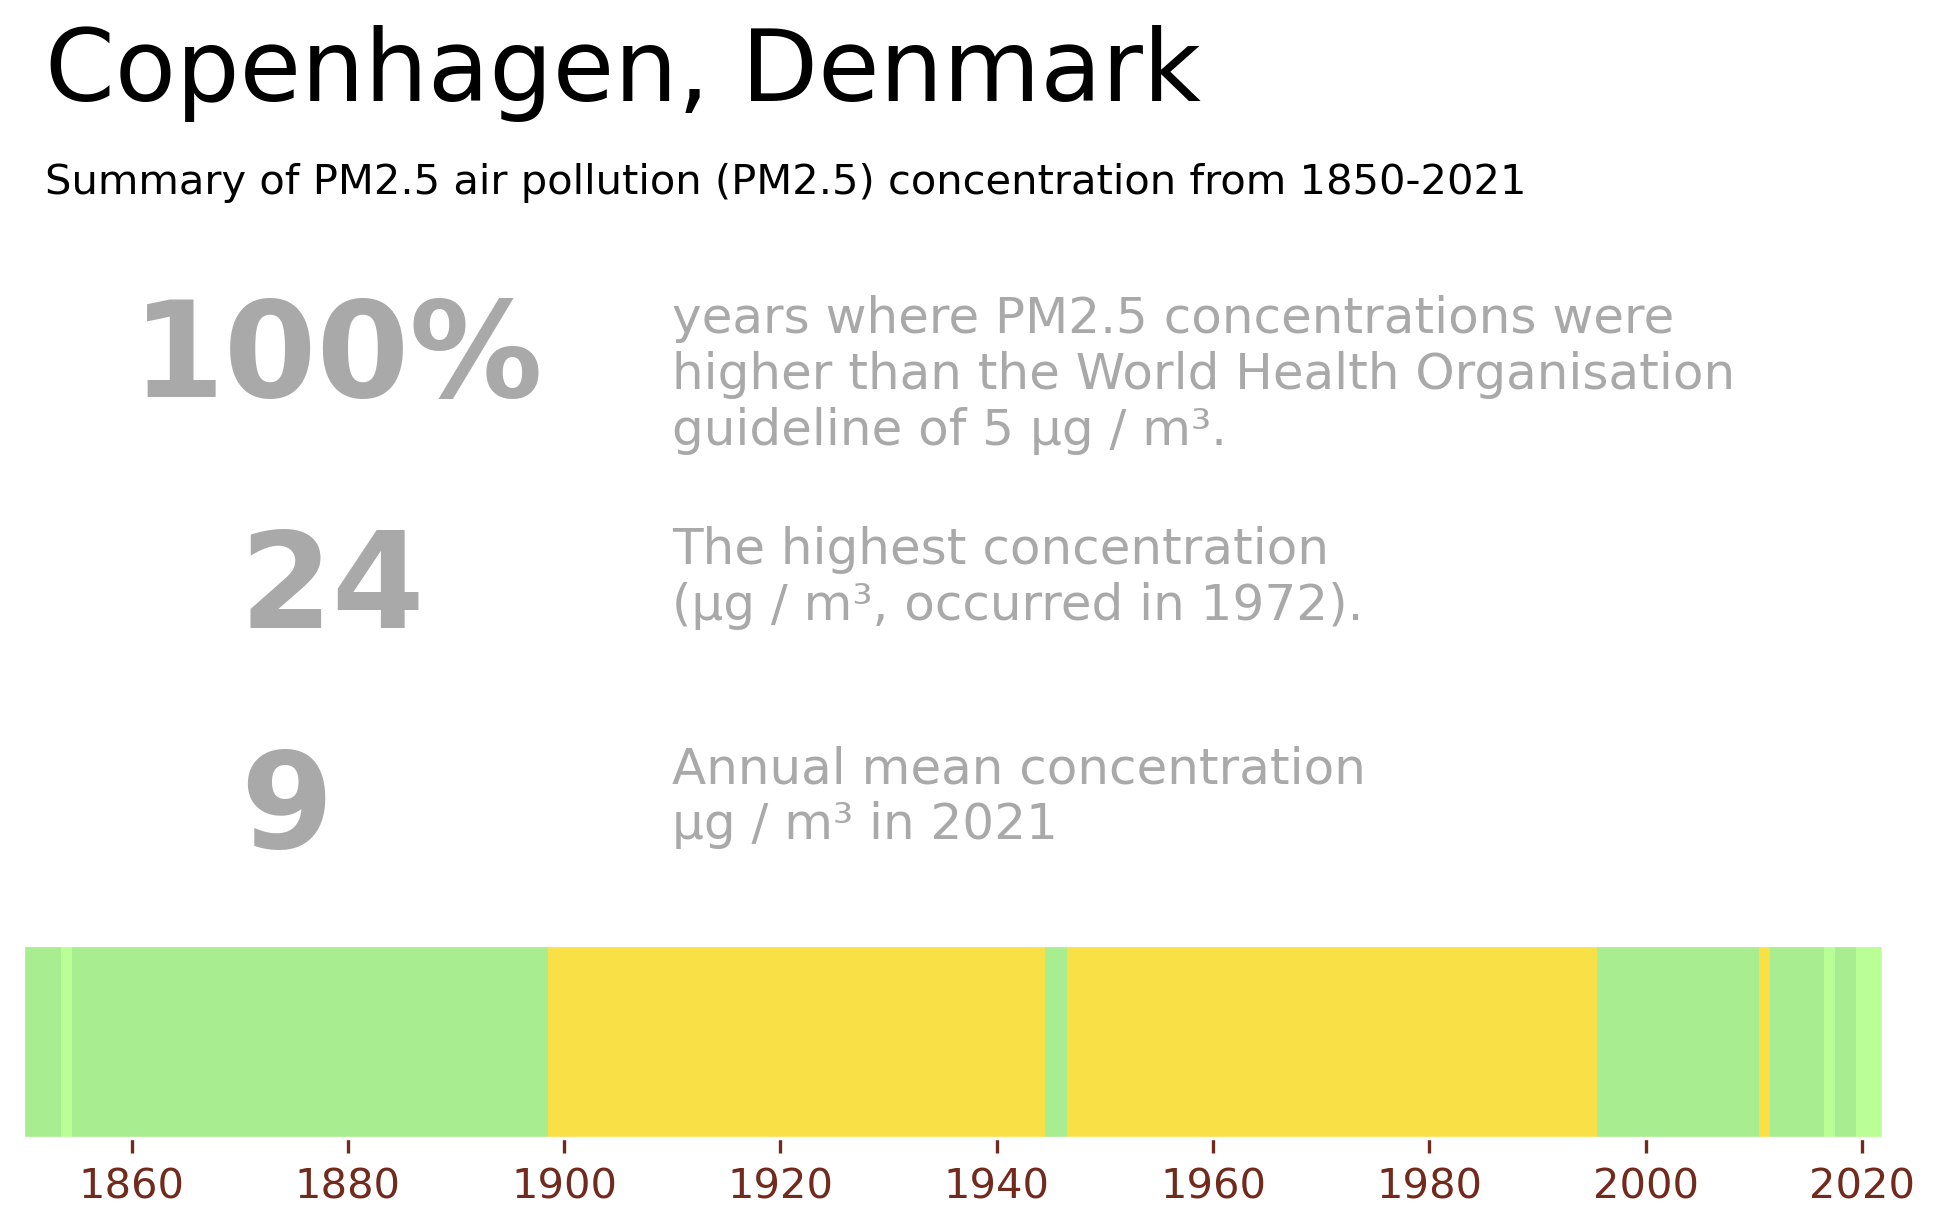 Copenhagen, Denmark
Summary of PM2.5 air pollution (PM2.5) concentration from 1850-2021
100%
years where PM2.5 concentrations were
higher than the World Health Organisation
guideline of 5 µg / m³.
24
The highest concentration
(µg / m³, occurred in 1972).
9
Annual mean concentration
µg / m³ in 2021
1860 1880 1900 1920 1940 1960 1980 2000 2020